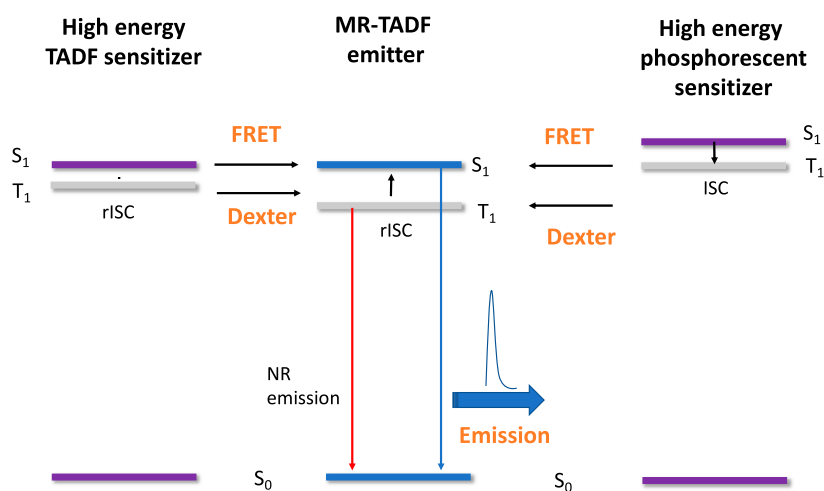 High energy
TADF sensitizer
MR-TADF
emitter
High energy
phosphorescent
sensitizer
FRET
FRET
S1
S1
S1
T1
T1
T1
rISC
ISC
Dexter
rISC
Dexter
NR
emission
Emission
S0
S0